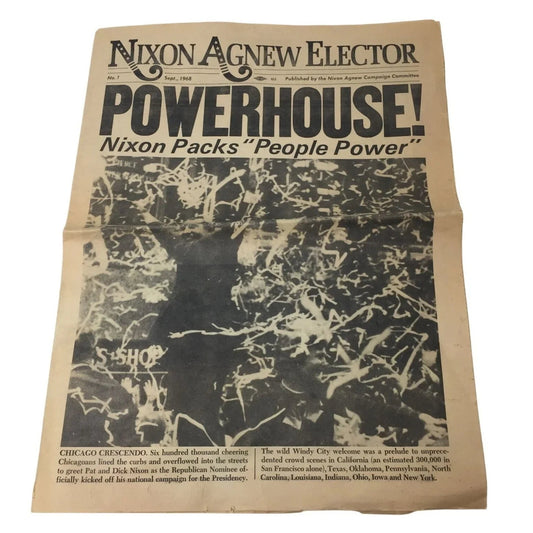 NIXON AGNEW ELECTOR
No. 1 Sept., 1968 Published by the Nixon Agnew Campaign Committee
POWERHOUSE!
Nixon Packs "People Power"
S-SHOP
CHICAGO CRESCENDO. Six hundred thousand cheering
Chicagoans lined the curbs and overflowed into the streets
to greet Pat and Dick Nixon as the Republican Nominee of-
ficially kicked off his national campaign for the Presidency.
The wild Windy City welcome was a prelude to unprece-
dented crowd scenes in California (an estimated 300,000 in
San Francisco alone), Texas, Oklahoma, Pennsylvania, North
Carolina, Louisiana, Indiana, Ohio, Iowa and New York.